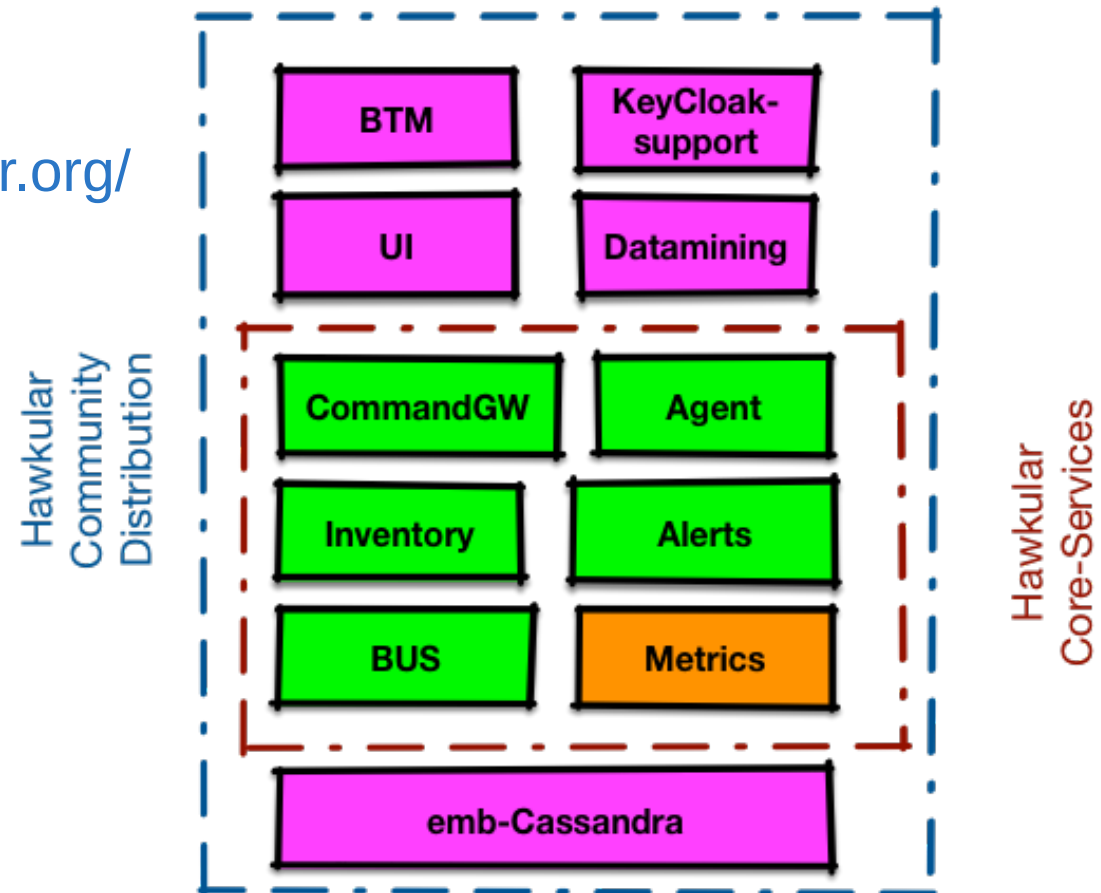 r.org/
BTM
KeyCloak-
support
UI
Datamining
Hawkular
Community
Distribution
CommandGW
Agent
Inventory
Alerts
BUS
Metrics
Hawkular
Core-Services
emb-Cassandra